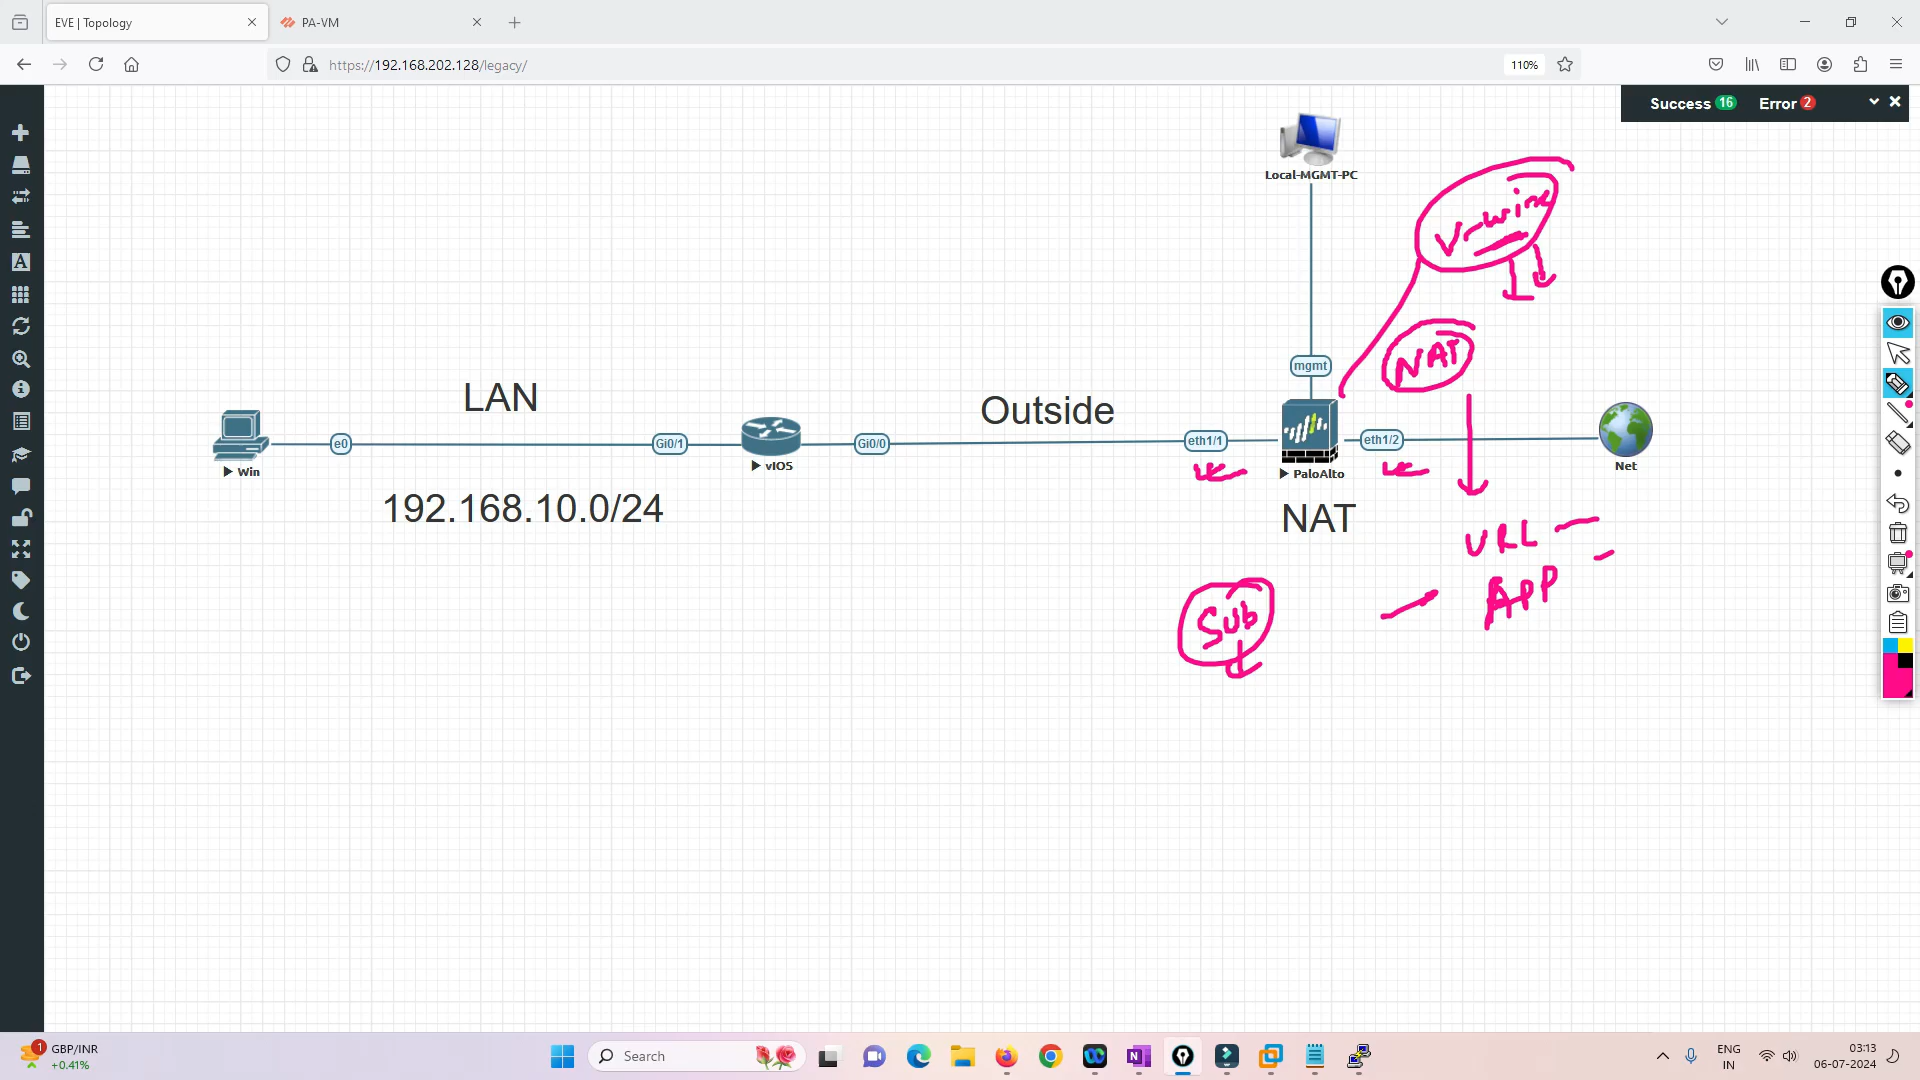 EVE | Topology
PA-VM
https://192.168.202.128/legacy/
110%
Success 16 Error 2
Local-MGMT-PC
V-wire
NAT
mgmt
LAN
Outside
e0
Gi0/1
Gi0/0
eth1/1
eth1/2
Win
vIOS
PaloAlto
Net
192.168.10.0/24
NAT
URL
APP
Sub
1
GBP/INR
+0.41%
Search
ENG
IN
03:13
06-07-2024